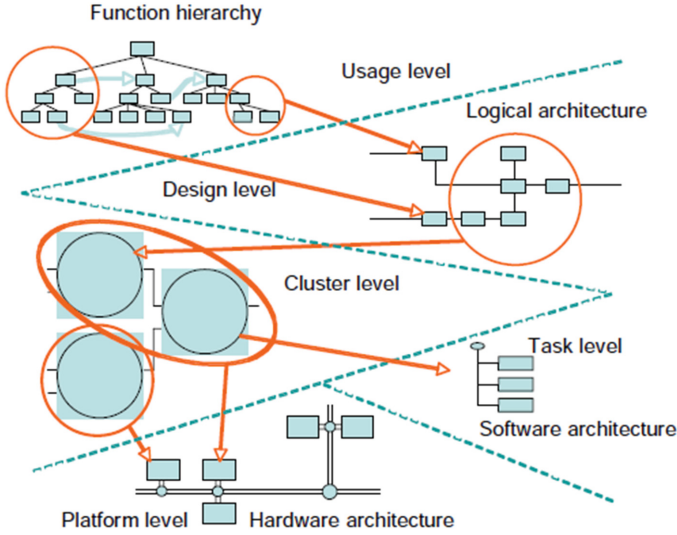 Function hierarchy
Usage level
Logical architecture
Design level
Cluster level
Task level
Software architecture
Platform level
Hardware architecture